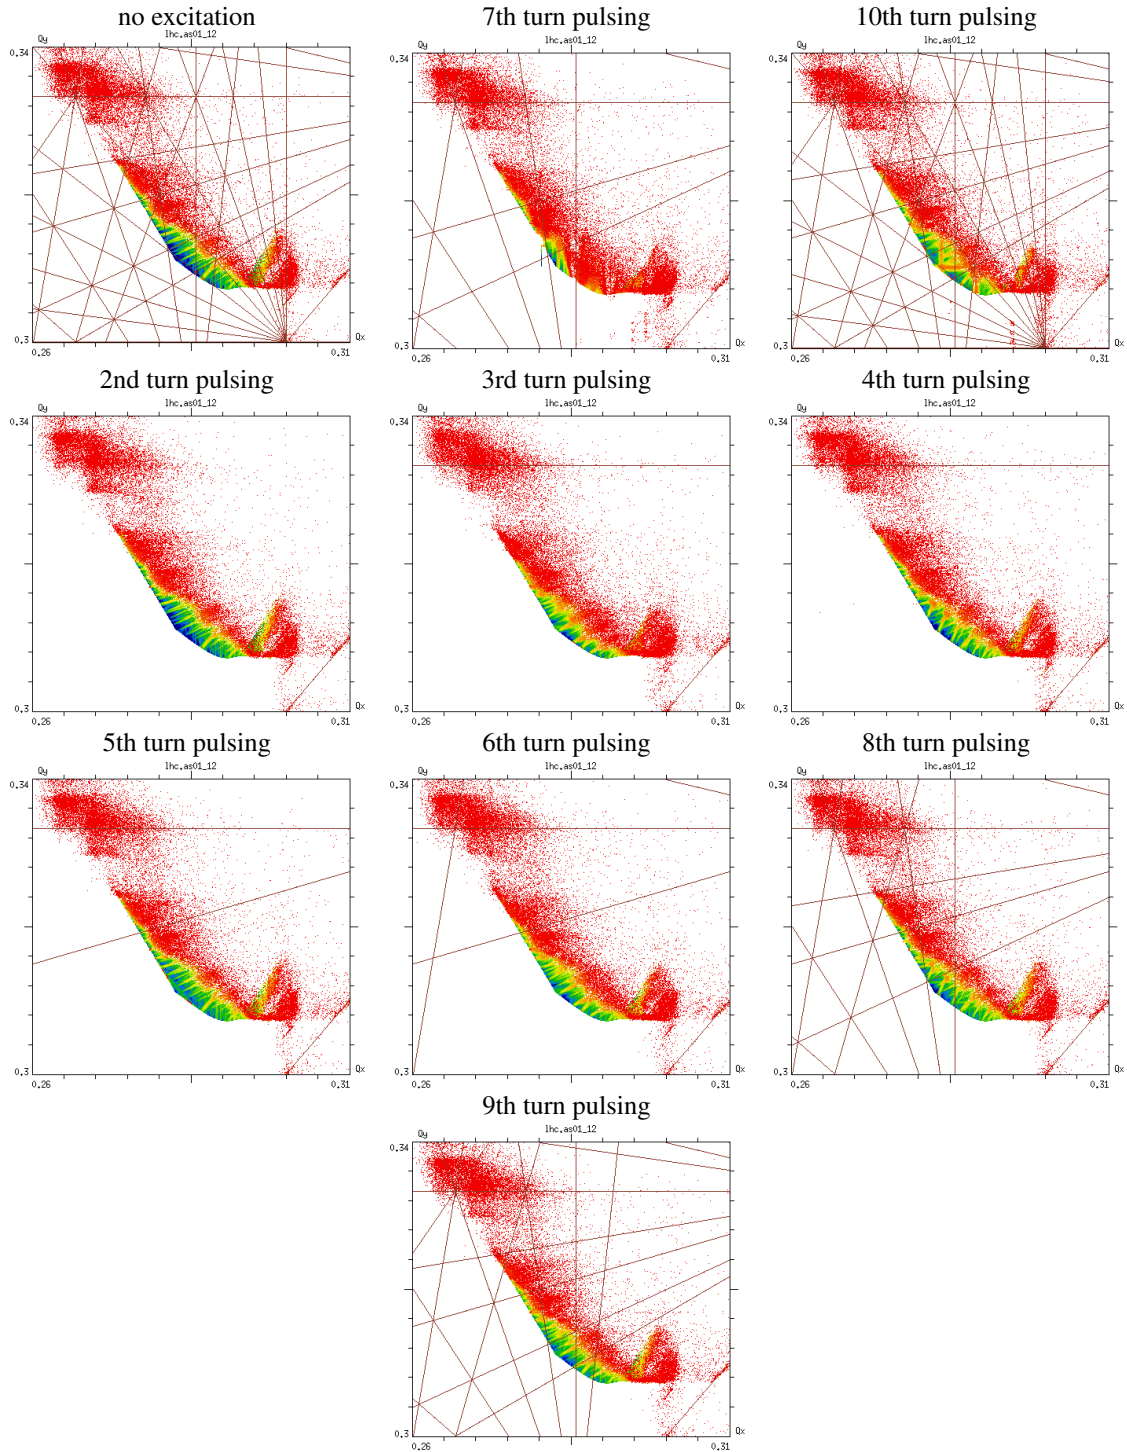 no excitation
lhc.as01_12
Qy
0.34
0.3
0.26
0.31
Qx
7th turn pulsing
lhc.as01_12
Qy
0.34
0.3
0.26
0.31
Qx
10th turn pulsing
lhc.as01_12
Qy
0.34
0.3
0.26
0.31
Qx
2nd turn pulsing
lhc.as01_12
Qy
0.34
0.3
0.26
0.31
Qx
3rd turn pulsing
lhc.as01_12
Qy
0.34
0.3
0.26
0.31
Qx
4th turn pulsing
lhc.as01_12
Qy
0.34
0.3
0.26
0.31
Qx
5th turn pulsing
lhc.as01_12
Qy
0.34
0.3
0.26
0.31
Qx
6th turn pulsing
lhc.as01_12
Qy
0.34
0.3
0.26
0.31
Qx
8th turn pulsing
lhc.as01_12
Qy
0.34
0.3
0.26
0.31
Qx
9th turn pulsing
lhc.as01_12
Qy
0.34
0.3
0.26
0.31
Qx